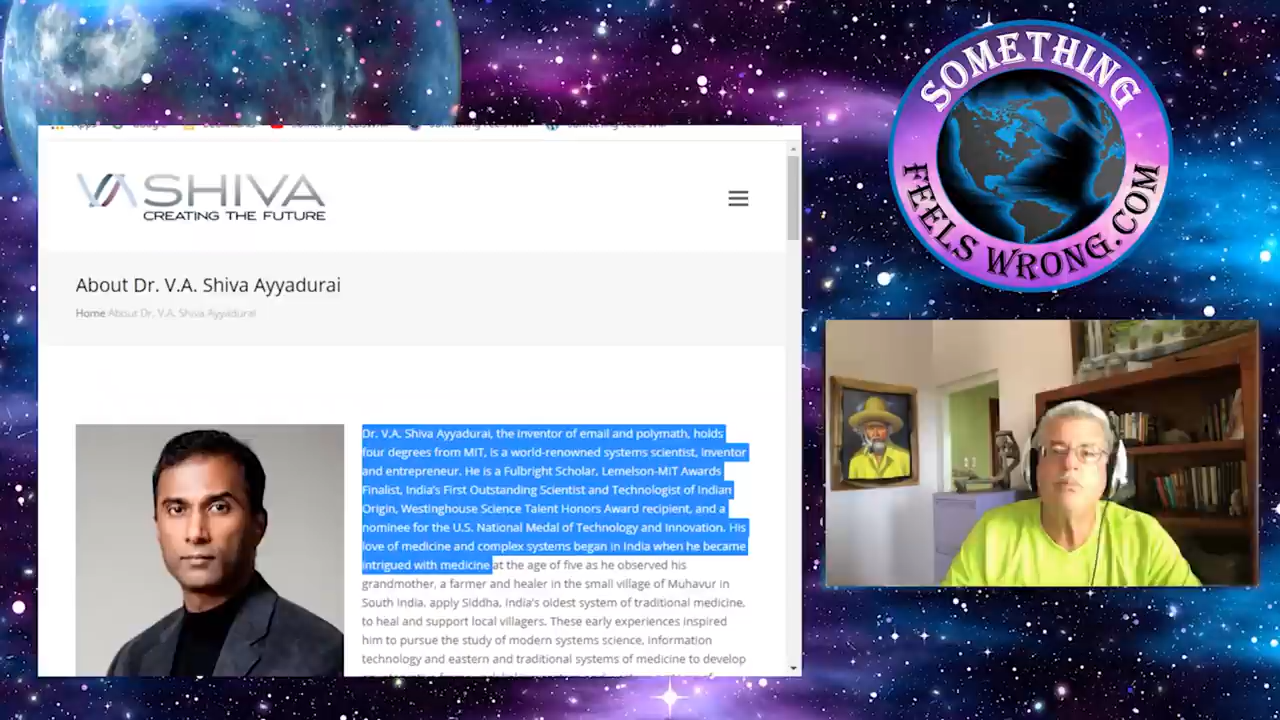 SOMETHING
FEELS WRONG.COM
VASHIVA
CREATING THE FUTURE
About Dr. V.A. Shiva Ayyadurai
Home About Dr. V.A. Shiva Ayyadurai
Dr. V.A. Shiva Ayyadurai, the inventor of email and polymath, holds
four degrees from MIT, is a world-renowned systems scientist, inventor
and entrepreneur. He is a Fulbright Scholar, Lemelson-MIT Awards
Finalist, India's First Outstanding Scientist and Technologist of Indian
Origin, Westinghouse Science Talent Honors Award recipient, and a
nominee for the U.S. National Medal of Technology and Innovation. His
love of medicine and complex systems began in India when he became
intrigued with medicine at the age of five as he observed his
grandmother, a farmer and healer in the small village of Muhavur in
South India, apply Siddha, India's oldest system of traditional medicine,
to heal and support local villagers. These early experiences inspired
him to pursue the study of modern systems science, information
technology and eastern and traditional systems of medicine to develop